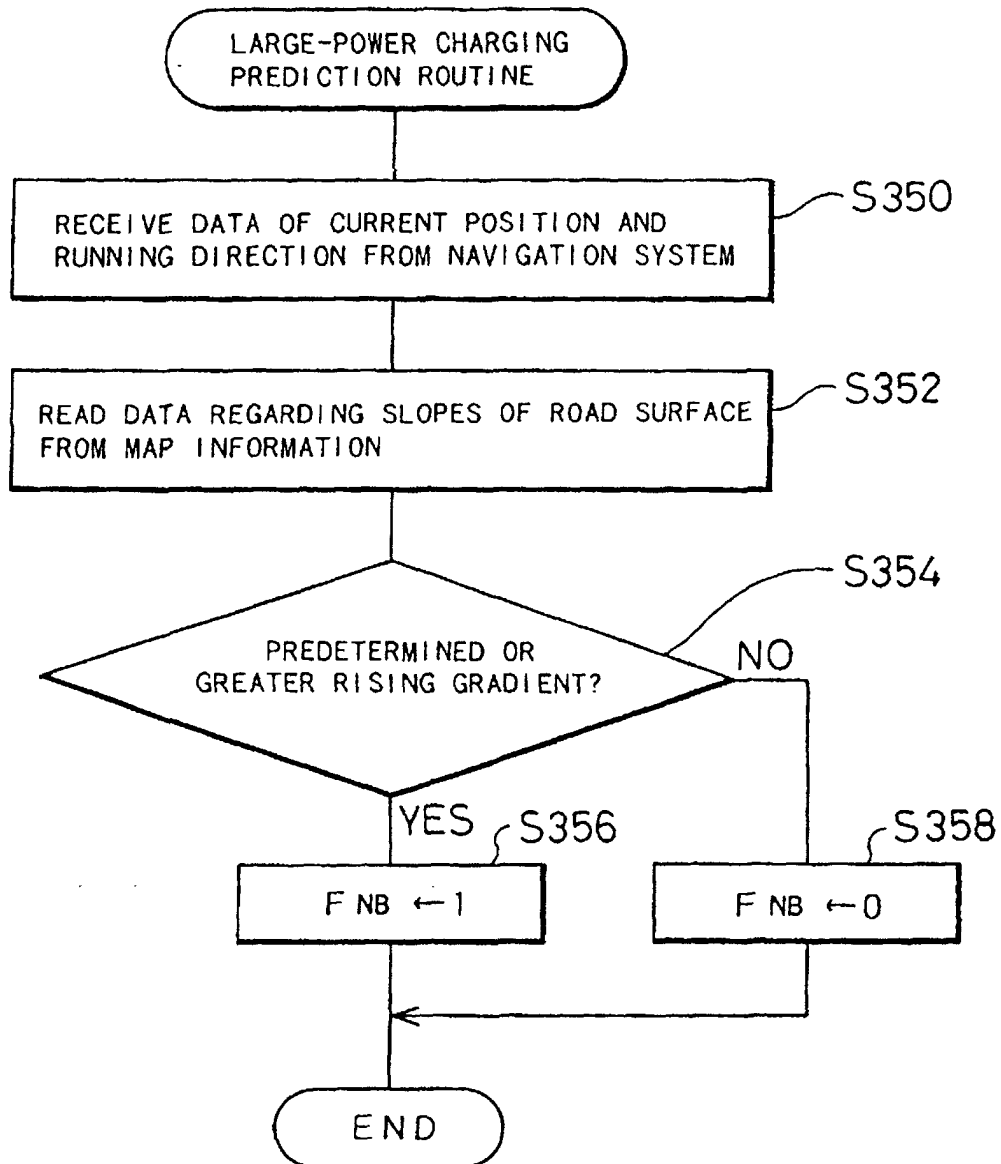 LARGE-POWER CHARGING
PREDICTION ROUTINE
S350
RECEIVE DATA OF CURRENT POSITION AND
RUNNING DIRECTION FROM NAVIGATION SYSTEM
S352
READ DATA REGARDING SLOPES OF ROAD SURFACE
FROM MAP INFORMATION
S354
PREDETERMINED OR
GREATER RISING GRADIENT?
NO
YES
S356
S358
F NB ←1
F NB ←0
END